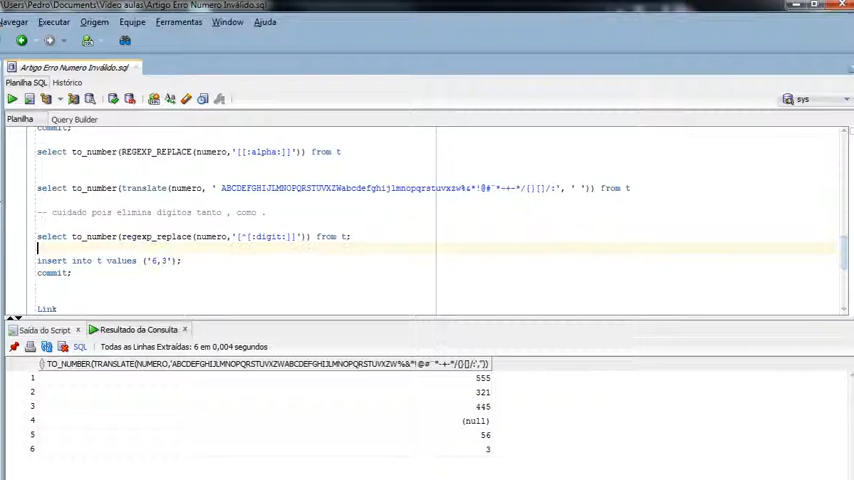 \Users\Pedro\Documents\Video aulas\Artigo Erro Numero Inválido.sql
Navegar Executar Origem Equipe Ferramentas Window Ajuda
Artigo Erro Numero Inválido.sql
Planilha SQL Histórico
sys
Planilha Query Builder
commit;
select to_number(REGEXP_REPLACE(numero,'[[:alpha:]]')) from t
select to_number(translate(numero, ' ABCDEFGHIJLMNOPQRSTUVXZWabcdefghijlmnopqrstuvxzw%&*!@#¨*-+-*/{}[]/:', ' ')) from t
-- cuidado pois elimina digitos tanto , como .
select to_number(regexp_replace(numero,'[^[:digit:]]')) from t;
insert into t values ('6,3');
commit;
Link
Saída do Script x Resultado da Consulta x
SQL Todas as Linhas Extraídas: 6 em 0,004 segundos
TO_NUMBER(TRANSLATE(NUMERO,'ABCDEFGHIJLMNOPQRSTUVXZWABCDEFGHIJLMNOPQRSTUVXZW%&*!@#¨*-+-*/{}[]/:',''))
1 555
2 321
3 445
4 (null)
5 56
6 3